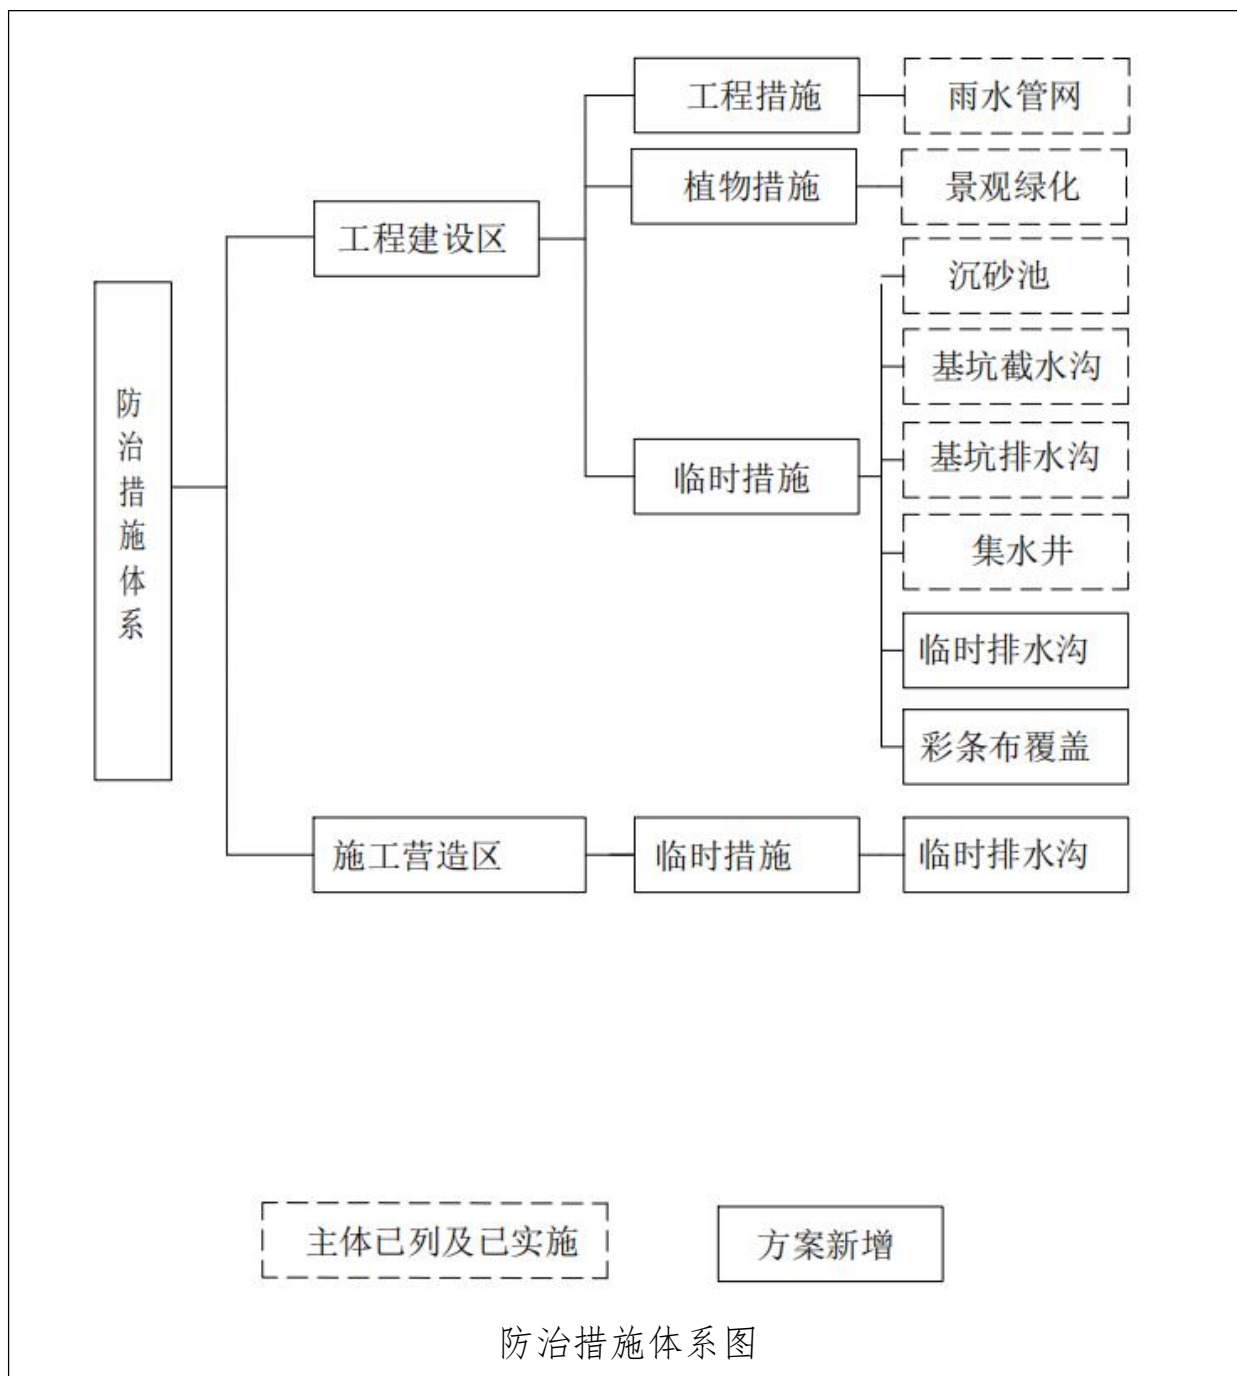 工程措施
雨水管网
植物措施
景观绿化
工程建设区
沉砂池
基坑截水沟
基坑排水沟
临时措施
集水井
防治措施体系
临时排水沟
彩条布覆盖
施工营造区
临时措施
临时排水沟
主体已列及已实施
方案新增
防治措施体系图